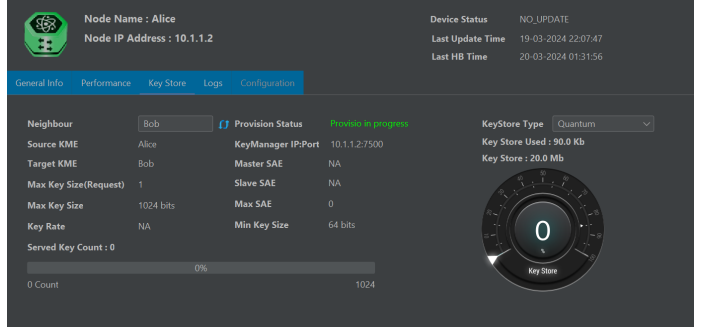 Node Name : Alice
Node IP Address : 10.1.1.2
Device Status NO_UPDATE
Last Update Time 19-03-2024 22:07:47
Last HB Time 20-03-2024 01:31:56
General Info Performance Key Store Logs Configuration
Neighbour Bob Provision Status Provisio in progress KeyStore Type Quantum
Source KME Alice KeyManager IP:Port 10.1.1.2:7500 Key Store Used : 90.0 Kb
Target KME Bob Master SAE NA Key Store : 20.0 Mb
Max Key Size(Request) 1 Slave SAE NA
Max Key Size 1024 bits Max SAE 0
Key Rate NA Min Key Size 64 bits
Served Key Count : 0
0%
0 Count 1024
0
%
Key Store